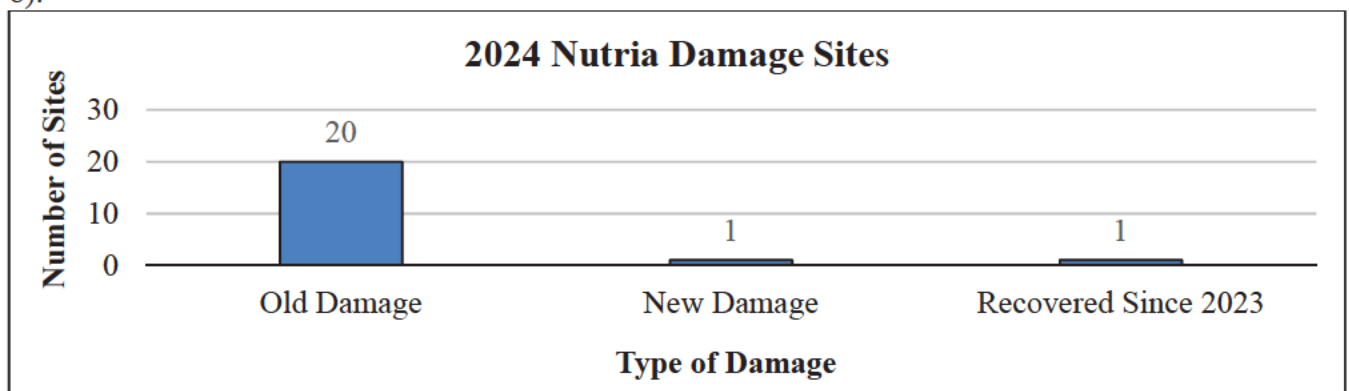 2024 Nutria Damage Sites
Number of Sites
30
20
10
0
20
1
1
Old Damage New Damage Recovered Since 2023
Type of Damage